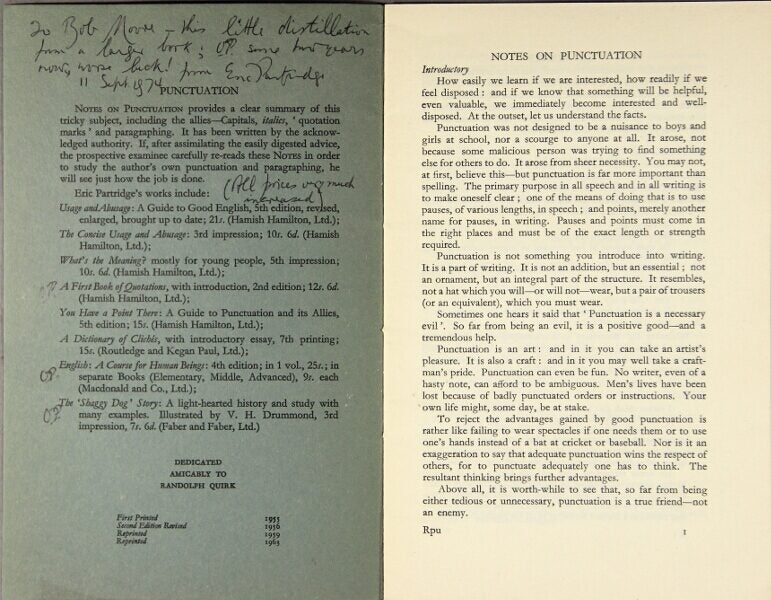 To Bob Moore – this little distillation
from a larger book; OP. some two years
now, worse luck! from Eric Partridge
11 Sept 1974
PUNCTUATION
NOTES ON PUNCTUATION provides a clear summary of this
tricky subject, including the allies—Capitals, italics, ‘ quotation
marks ’ and paragraphing. It has been written by the acknow-
ledged authority. If, after assimilating the easily digested advice,
the prospective examinee carefully re-reads these NOTES in order
to study the author's own punctuation and paragraphing, he
will see just how the job is done.
Eric Partridge's works include:
(All prices very much
increased)
Usage and Abusage: A Guide to Good English, 5th edition, revised,
enlarged, brought up to date; 21s. (Hamish Hamilton, Ltd.);
The Concise Usage and Abusage: 3rd impression; 10s. 6d. (Hamish
Hamilton, Ltd.);
What's the Meaning? mostly for young people, 5th impression;
10s. 6d. (Hamish Hamilton, Ltd.);
OP. A First Book of Quotations, with introduction, 2nd edition; 12s. 6d.
(Hamish Hamilton, Ltd.);
You Have a Point There: A Guide to Punctuation and its Allies,
5th edition; 15s. (Hamish Hamilton, Ltd.);
A Dictionary of Clichés, with introductory essay, 7th printing;
15s. (Routledge and Kegan Paul, Ltd.);
OP. English: A Course for Human Beings: 4th edition; in 1 vol., 25s.; in
separate Books (Elementary, Middle, Advanced), 9s. each
(Macdonald and Co., Ltd.);
OP. The ‘Shaggy Dog’ Story: A light-hearted history and study with
many examples. Illustrated by V. H. Drummond, 3rd
impression, 7s. 6d. (Faber and Faber, Ltd.)
DEDICATED
AMICABLY TO
RANDOLPH QUIRK
First Printed 1955
Second Edition Revised 1956
Reprinted 1959
Reprinted 1963
NOTES ON PUNCTUATION
Introductory
How easily we learn if we are interested, how readily if we
feel disposed : and if we know that something will be helpful,
even valuable, we immediately become interested and well-
disposed. At the outset, let us understand the facts.
Punctuation was not designed to be a nuisance to boys and
girls at school, nor a scourge to anyone at all. It arose, not
because some malicious person was trying to find something
else for others to do. It arose from sheer necessity. You may not,
at first, believe this—but punctuation is far more important than
spelling. The primary purpose in all speech and in all writing is
to make oneself clear ; one of the means of doing that is to use
pauses, of various lengths, in speech ; and points, merely another
name for pauses, in writing. Pauses and points must come in
the right places and must be of the exact length or strength
required.
Punctuation is not something you introduce into writing.
It is a part of writing. It is not an addition, but an essential ; not
an ornament, but an integral part of the structure. It resembles,
not a hat which you will—or will not—wear, but a pair of trousers
(or an equivalent), which you must wear.
Sometimes one hears it said that ‘ Punctuation is a necessary
evil ’. So far from being an evil, it is a positive good—and a
tremendous help.
Punctuation is an art : and in it you can take an artist's
pleasure. It is also a craft : and in it you may well take a craft-
man's pride. Punctuation can even be fun. No writer, even of a
hasty note, can afford to be ambiguous. Men's lives have been
lost because of badly punctuated orders or instructions. Your
own life might, some day, be at stake.
To reject the advantages gained by good punctuation is
rather like failing to wear spectacles if one needs them or to use
one's hands instead of a bat at cricket or baseball. Nor is it an
exaggeration to say that adequate punctuation wins the respect of
others, for to punctuate adequately one has to think. The
resultant thinking brings further advantages.
Above all, it is worth-while to see that, so far from being
either tedious or unnecessary, punctuation is a true friend—not
an enemy.
Rpu 1